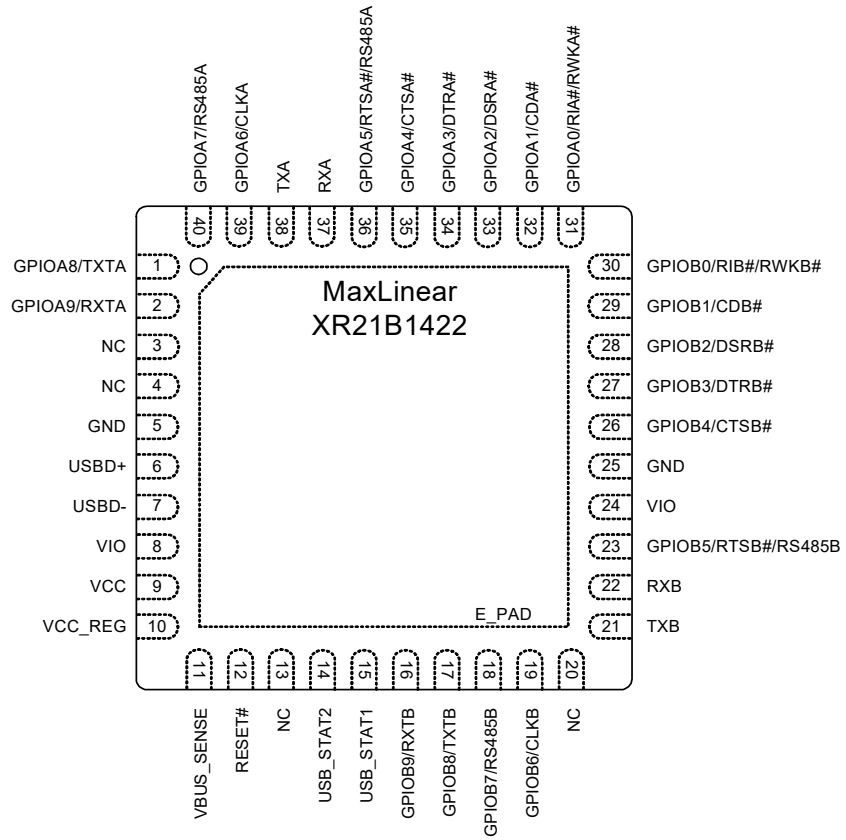 GPIOA7/RS485A
GPIOA6/CLKA
TXA
RXA
GPIOA5/RTSA#/RS485A
GPIOA4/CTSA#
GPIOA3/DTRA#
GPIOA2/DSRA#
GPIOA1/CDA#
GPIOA0/RIA#/RWKA#
40 39 38 37 36 35 34 33 32 31
GPIOA8/TXTA 1
GPIOA9/RXTA 2
NC 3
NC 4
GND 5
USBD+ 6
USBD- 7
VIO 8
VCC 9
VCC_REG 10
MaxLinear
XR21B1422
E_PAD
30 GPIOB0/RIB#/RWKB#
29 GPIOB1/CDB#
28 GPIOB2/DSRB#
27 GPIOB3/DTRB#
26 GPIOB4/CTSB#
25 GND
24 VIO
23 GPIOB5/RTSB#/RS485B
22 RXB
21 TXB
11 12 13 14 15 16 17 18 19 20
VBUS_SENSE
RESET#
NC
USB_STAT2
USB_STAT1
GPIOB9/RXTB
GPIOB8/TXTB
GPIOB7/RS485B
GPIOB6/CLKB
NC